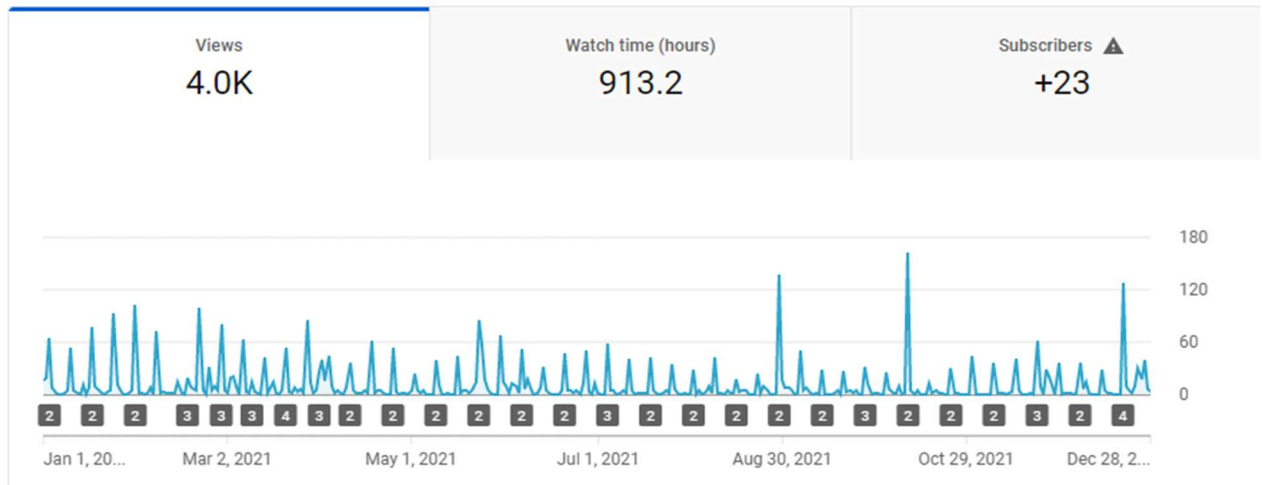 Views
4.0K
Watch time (hours)
913.2
Subscribers
+23
180
120
60
0
2 2 2 3 3 3 4 3 2 2 2 2 2 2 3 2 2 2 2 2 3 2 2 2 3 2 4
Jan 1, 20... Mar 2, 2021 May 1, 2021 Jul 1, 2021 Aug 30, 2021 Oct 29, 2021 Dec 28, 2...